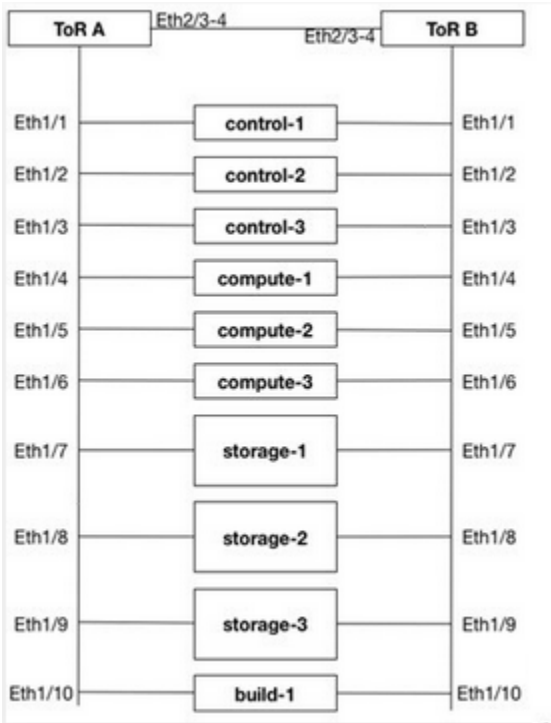 ToR A Eth2/3-4 ToR B
Eth2/3-4
Eth1/1 control-1 Eth1/1
Eth1/2 control-2 Eth1/2
Eth1/3 control-3 Eth1/3
Eth1/4 compute-1 Eth1/4
Eth1/5 compute-2 Eth1/5
Eth1/6 compute-3 Eth1/6
Eth1/7 storage-1 Eth1/7
Eth1/8 storage-2 Eth1/8
Eth1/9 storage-3 Eth1/9
Eth1/10 build-1 Eth1/10